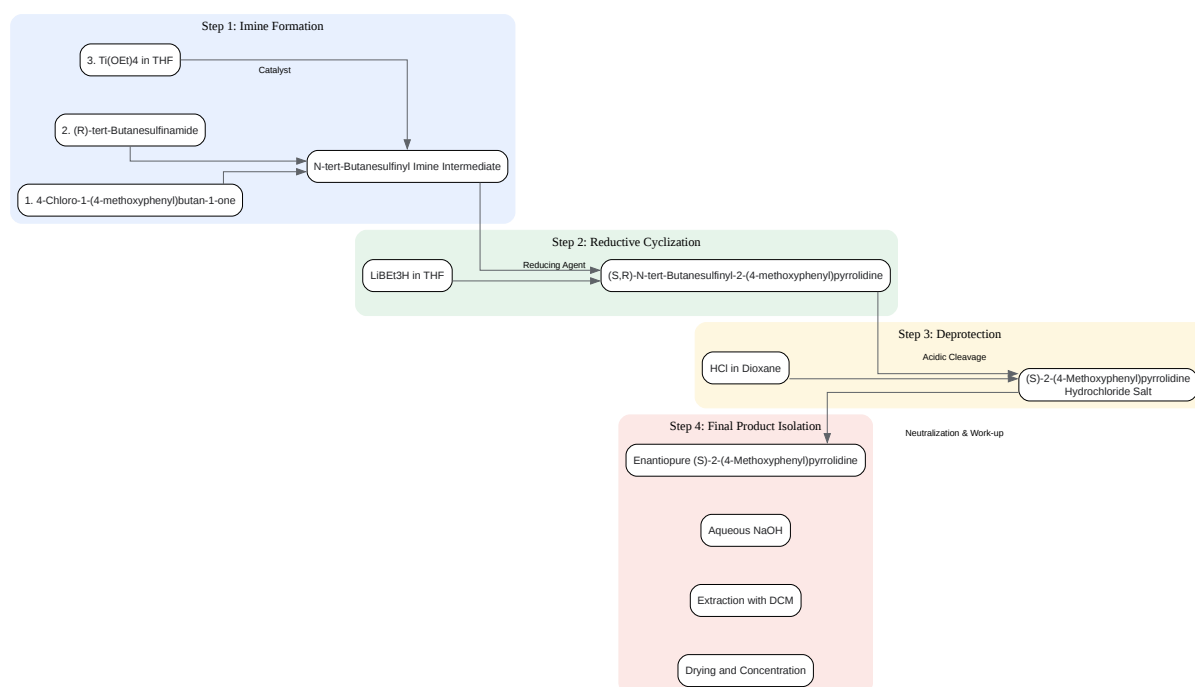 Step 1: Imine Formation
3. Ti(OEt)4 in THF
Catalyst
2. (R)-tert-Butanesulfinamide
N-tert-Butanesulfinyl Imine Intermediate
1. 4-Chloro-1-(4-methoxyphenyl)butan-1-one
Step 2: Reductive Cyclization
LiBEt3H in THF
Reducing Agent
(S,R)-N-tert-Butanesulfinyl-2-(4-methoxyphenyl)pyrrolidine
Step 3: Deprotection
Acidic Cleavage
HCl in Dioxane
(S)-2-(4-Methoxyphenyl)pyrrolidine
Hydrochloride Salt
Step 4: Final Product Isolation
Neutralization & Work-up
Enantiopure (S)-2-(4-Methoxyphenyl)pyrrolidine
Aqueous NaOH
Extraction with DCM
Drying and Concentration